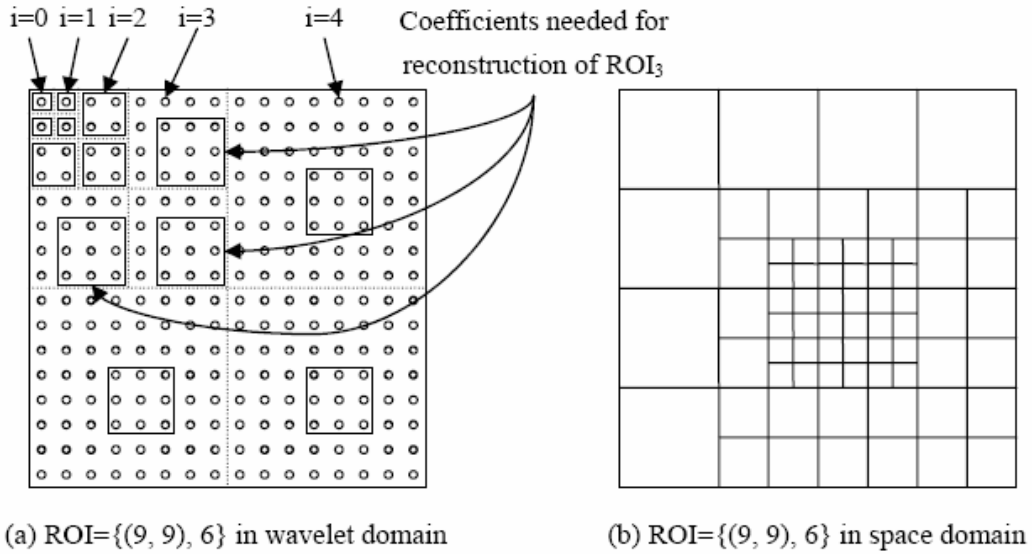 i=0 i=1 i=2 i=3 i=4 Coefficients needed for
reconstruction of ROI₃
(a) ROI={(9, 9), 6} in wavelet domain
(b) ROI={(9, 9), 6} in space domain